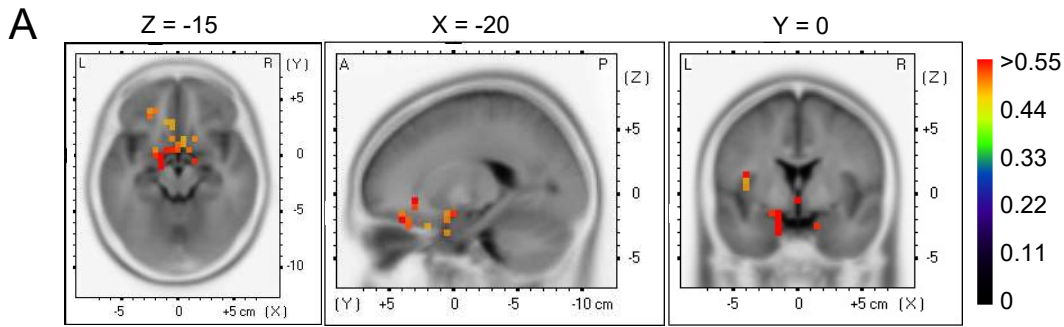 A
Z = -15
X = -20
Y = 0
L R (Y)
+5
0
-5
-10
-5 0 +5 cm (X)
A P (Z)
+5
0
-5
(Y) +5 0 -5 -10 cm
L R (Z)
+5
0
-5
-5 0 +5 cm (X)
>0.55
0.44
0.33
0.22
0.11
0